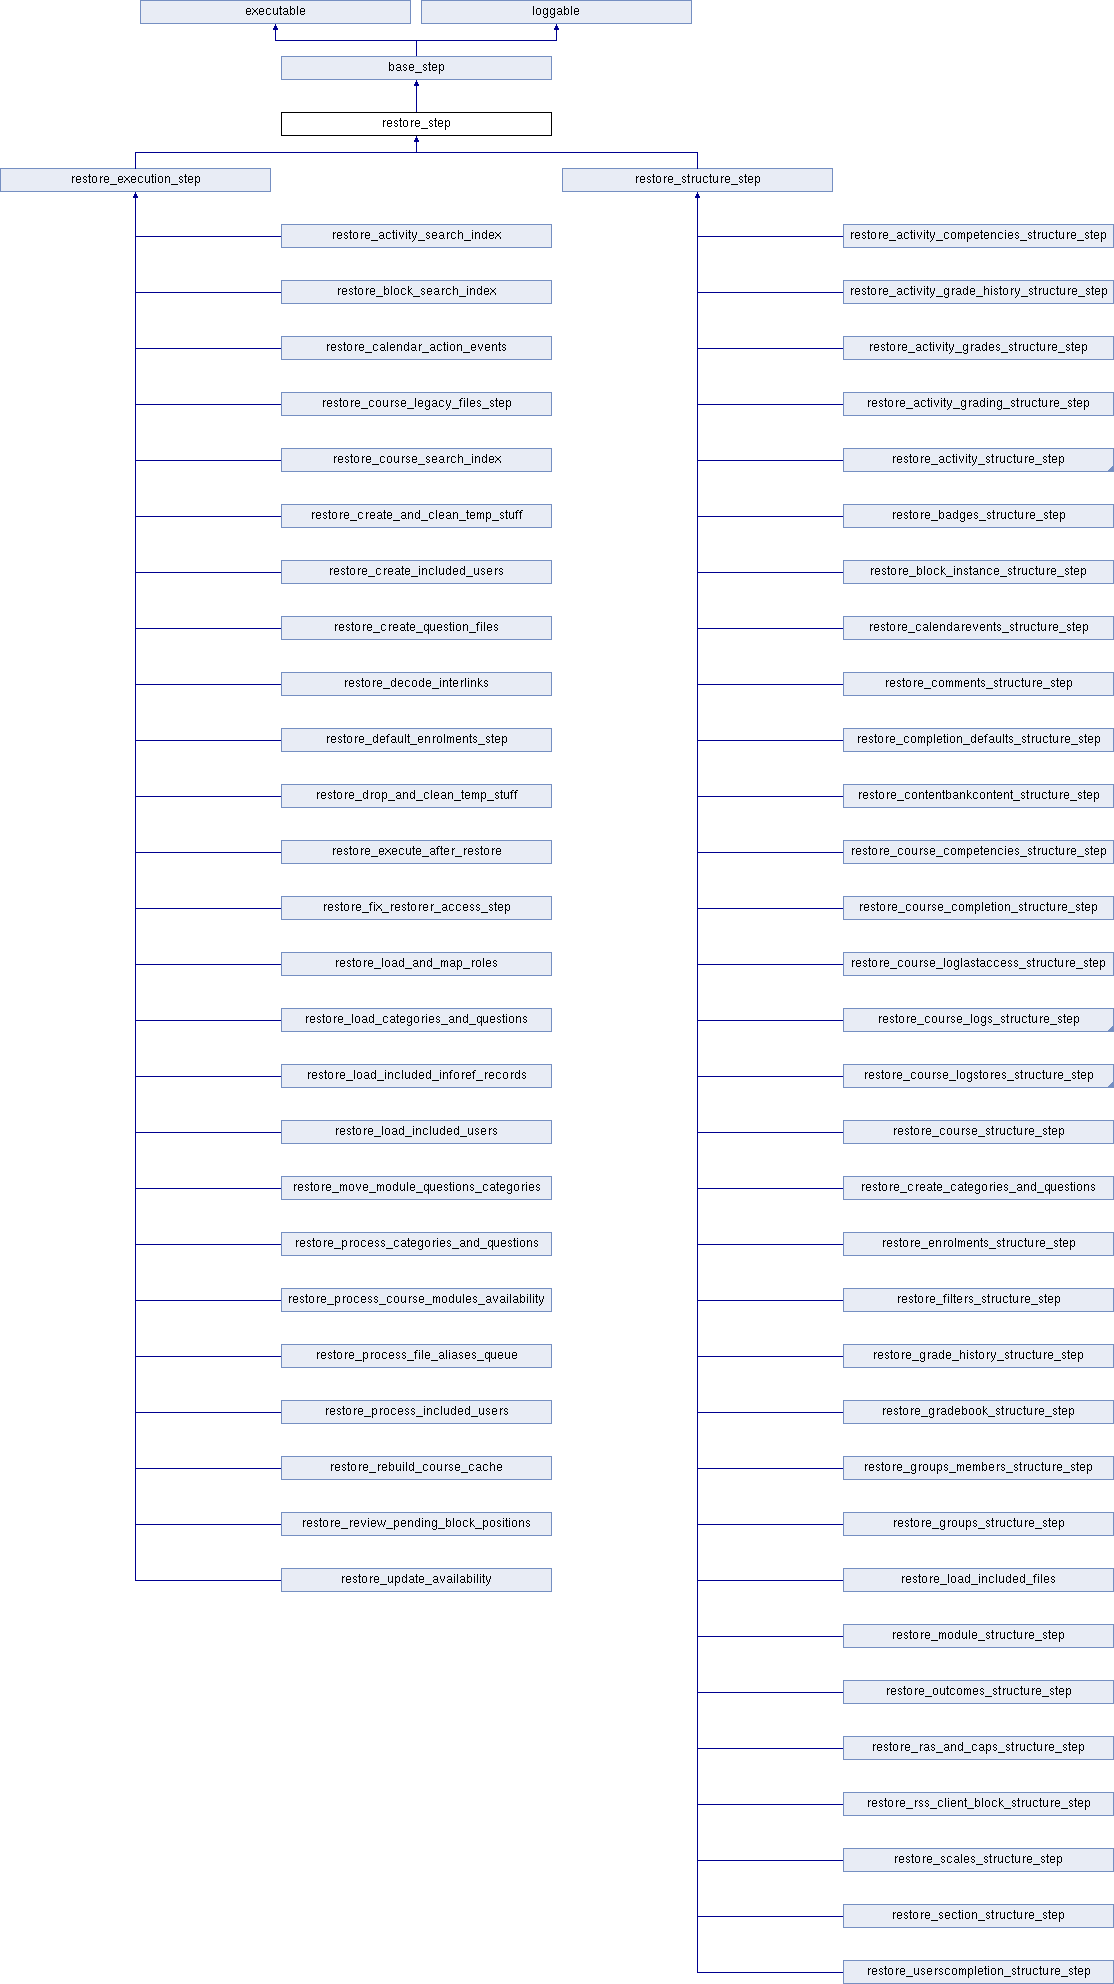 executable
loggable
base_step
restore_step
restore_execution_step
restore_structure_step
restore_activity_search_index
restore_activity_competencies_structure_step
restore_block_search_index
restore_activity_grade_history_structure_step
restore_calendar_action_events
restore_activity_grades_structure_step
restore_course_legacy_files_step
restore_activity_grading_structure_step
restore_course_search_index
restore_activity_structure_step
restore_create_and_clean_temp_stuff
restore_badges_structure_step
restore_create_included_users
restore_block_instance_structure_step
restore_create_question_files
restore_calendarevents_structure_step
restore_decode_interlinks
restore_comments_structure_step
restore_default_enrolments_step
restore_completion_defaults_structure_step
restore_drop_and_clean_temp_stuff
restore_contentbankcontent_structure_step
restore_execute_after_restore
restore_course_competencies_structure_step
restore_fix_restorer_access_step
restore_course_completion_structure_step
restore_load_and_map_roles
restore_course_loglastaccess_structure_step
restore_load_categories_and_questions
restore_course_logs_structure_step
restore_load_included_inforef_records
restore_course_logstores_structure_step
restore_load_included_users
restore_course_structure_step
restore_move_module_questions_categories
restore_create_categories_and_questions
restore_process_categories_and_questions
restore_enrolments_structure_step
restore_process_course_modules_availability
restore_filters_structure_step
restore_process_file_aliases_queue
restore_grade_history_structure_step
restore_process_included_users
restore_gradebook_structure_step
restore_rebuild_course_cache
restore_groups_members_structure_step
restore_review_pending_block_positions
restore_groups_structure_step
restore_update_availability
restore_load_included_files
restore_module_structure_step
restore_outcomes_structure_step
restore_ras_and_caps_structure_step
restore_rss_client_block_structure_step
restore_scales_structure_step
restore_section_structure_step
restore_userscompletion_structure_step